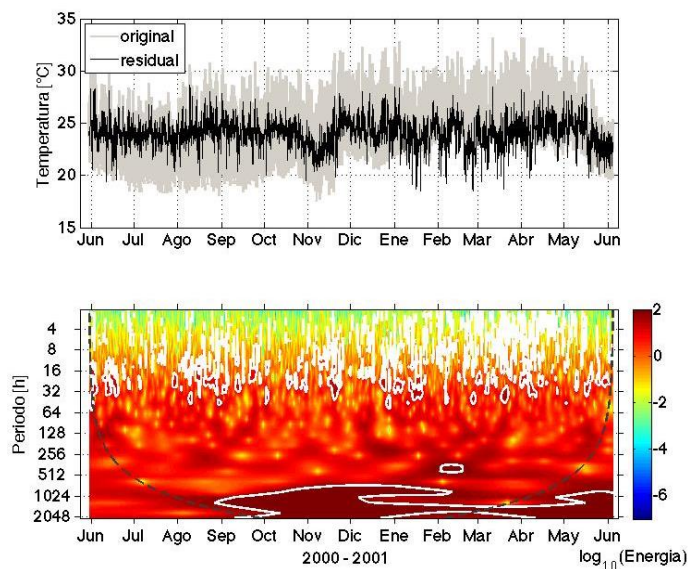 35
30
25
20
15
Temperatura [°C]
original
residual
Jun Jul Ago Sep Oct Nov Dic Ene Feb Mar Abr May Jun
4
8
16
32
64
128
256
512
1024
2048
Periodo [h]
Jun Jul Ago Sep Oct Nov Dic Ene Feb Mar Abr May Jun
2000 - 2001
2
0
-2
-4
-6
log10(Energia)